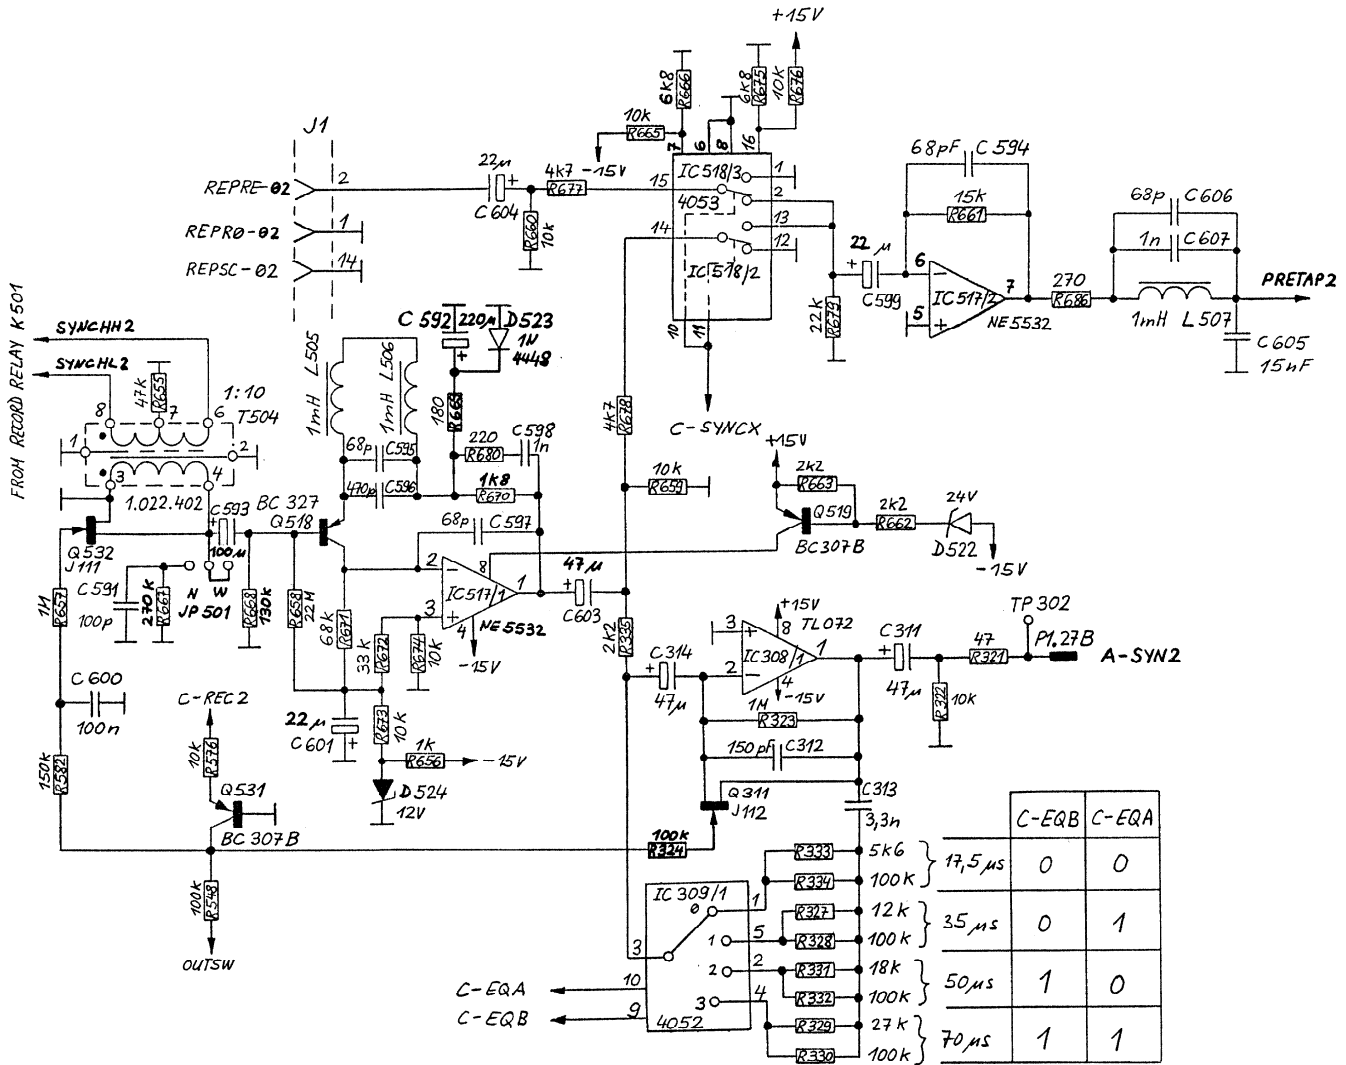 +15V
6k8
R666
6k8
R675
10k
R676
J1
10k
R665
-15V
7
6
8
16
68pF
C594
REPRE-02
2
22µ
+
C604
4k7
R677
15
IC518/3
4053
1
2
15k
R661
R660
10k
68p
C606
REPRO-02
1
14
13
12
1n
C607
REPSC-02
14
IC518/2
22µ
+
C599
6
5
IC517/2
7
NE5532
270
R686
PRETAP2
1mH L507
22k
R679
C605
15nF
10
11
C-SYNCX
FROM RECORD RELAY K501
SYNCHH2
SYNCHL2
47k
R655
1:10
T504
8
7
6
1
2
3
4
1.022.402
1mH L505
1mH L506
C592
220µ
+
D523
1N
4448
180
R669
68p
C595
470p
C596
220
R680
C598
1n
1k8
R670
68p
C597
4k7
R678
10k
R659
+15V
2k2
R663
Q519
BC307B
2k2
R662
24V
D522
-15V
Q532
J111
C593
+
100µ
BC327
Q518
1M
R657
C591
100p
270k
R667
N
W
JP501
R668
130k
R658
22M
68k
R671
33k
R672
R674
10k
2
3
8
IC517/1
4
1
NE5532
-15V
47µ
+
C603
2k2
R335
C600
100n
C-REC2
10k
R576
22µ
C601
+
R673
10k
1k
R656
-15V
D524
12V
150k
R582
Q531
BC307B
100k
R548
OUTSW
C314
+
47µ
3
2
+15V
8
TL072
IC308/1
1
4
-15V
1M
R323
150pF
C312
C311
+
47µ
R322
10k
47
R321
TP302
P1.27B
A-SYN2
Q311
J112
C313
3,3n
100k
R324
IC309/1
0
1
2
3
3
10
9
1
5
2
4
4052
C-EQA
C-EQB
R333
5k6
R334
100k
17,5µs
R327
12k
R328
100k
35µs
R331
18k
R332
100k
50µs
R329
27k
R330
100k
70µs
C-EQB C-EQA
0 0
0 1
1 0
1 1